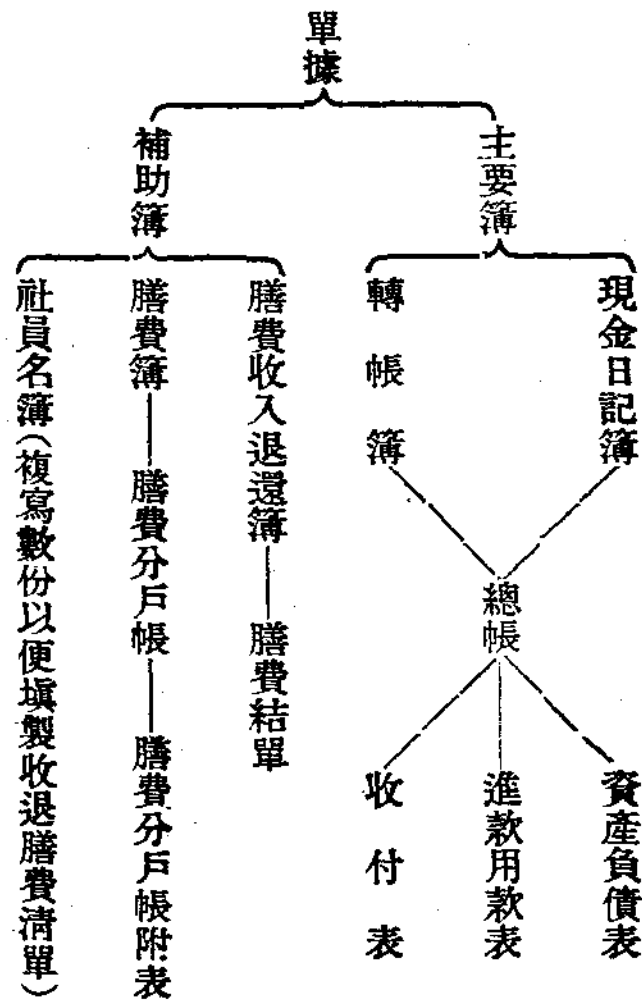 單據
主要簿
現金日記簿
轉帳簿
總帳
資產負債表
進款用款表
收付表
補助簿
膳費收入退還簿
膳費結單
膳費簿
膳費分戶帳
膳費分戶帳附表
社員名簿(複寫數份以便塡製收退膳費淸單)